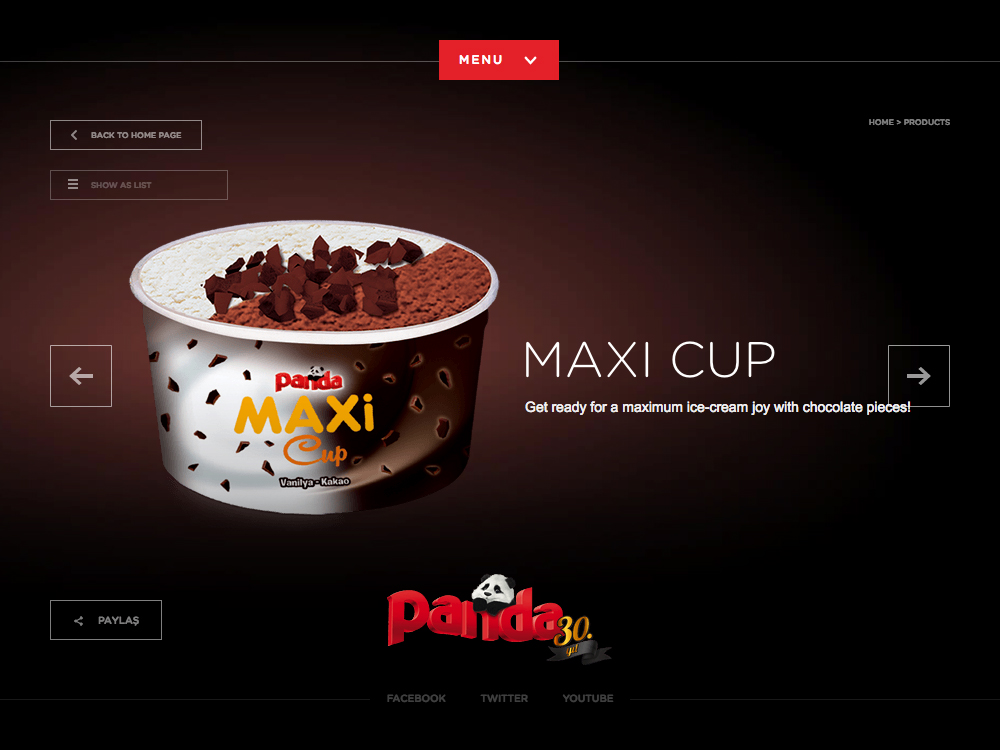 MENU
BACK TO HOME PAGE
HOME > PRODUCTS
SHOW AS LIST
Panda
MAXi
Cup
Vanilya - Kakao
MAXI CUP
Get ready for a maximum ice-cream joy with chocolate pieces!
PAYLAŞ
panda
30.
yıl
FACEBOOK
TWITTER
YOUTUBE